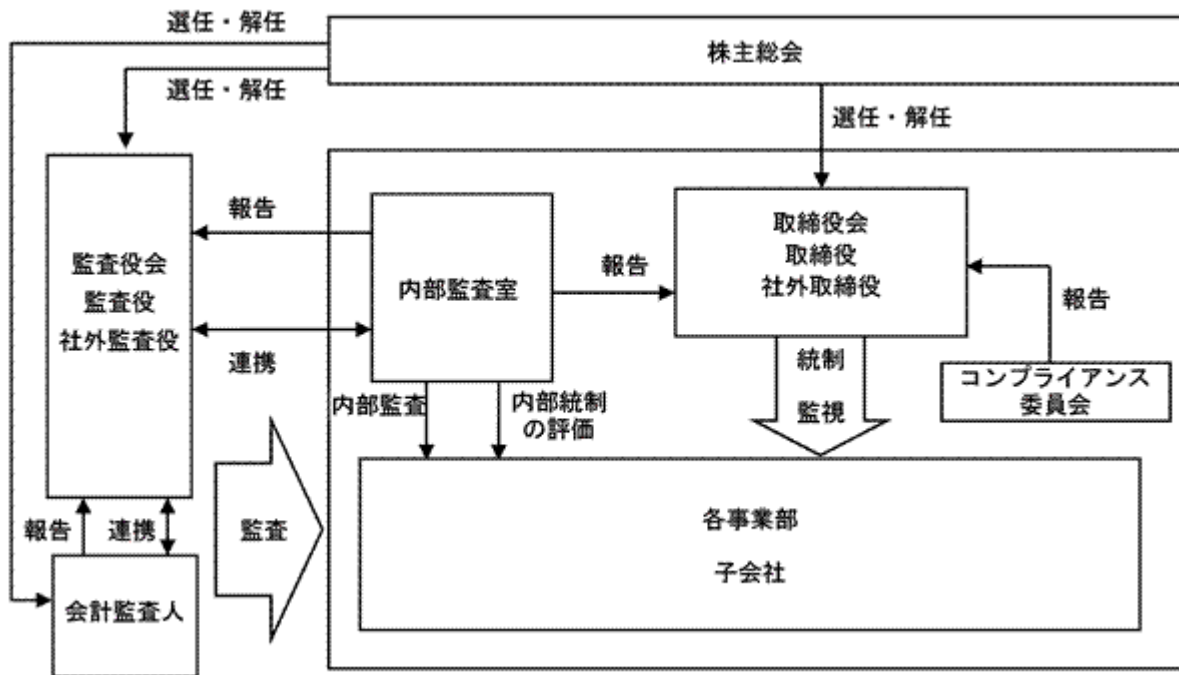 選任・解任
株主総会
選任・解任
選任・解任
報告
取締役会
取締役
社外取締役
監査役会
監査役
社外監査役
内部監査室
報告
報告
連携
統制
監視
コンプライアンス
委員会
内部監査
内部統制
の評価
各事業部
子会社
監査
報告
連携
会計監査人